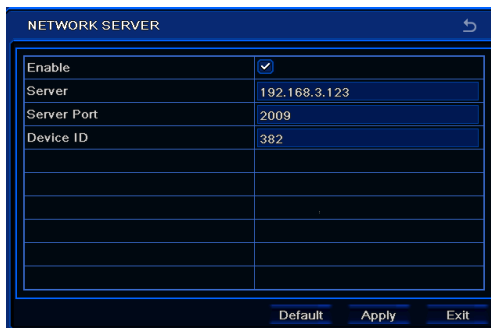 NETWORK SERVER
Enable
Server 192.168.3.123
Server Port 2009
Device ID 382
Default Apply Exit